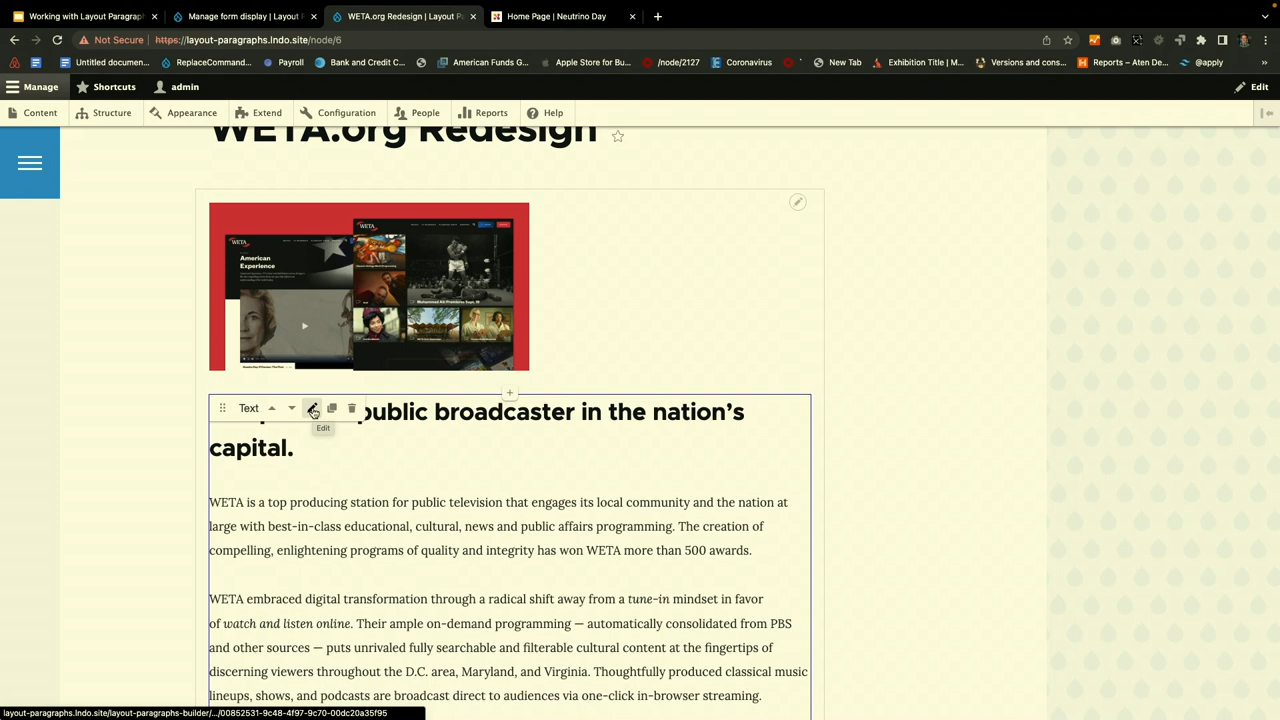 Working with Layout Paragrap
Manage form display | Layout P
WETA.org Redesign | Layout P
Home Page | Neutrino Day
Not Secure | https://layout-paragraphs.lndo.site/node/6
Untitled documen...
ReplaceCommand...
Payroll
Bank and Credit C...
American Funds G...
Apple Store for Bu...
/node/2127
Coronavirus
New Tab
Exhibition Title | M...
Versions and cons...
Reports – Aten De...
@apply
Manage
Shortcuts
admin
Edit
Content
Structure
Appearance
Extend
Configuration
People
Reports
Help
WETA.org Redesign
WETA
American
Experience
WETA
Muhammad Ali Premieres Sept. 19
Text
Edit
public broadcaster in the nation's
capital.
WETA is a top producing station for public television that engages its local community and the nation at
large with best-in-class educational, cultural, news and public affairs programming. The creation of
compelling, enlightening programs of quality and integrity has won WETA more than 500 awards.
WETA embraced digital transformation through a radical shift away from a tune-in mindset in favor
of watch and listen online. Their ample on-demand programming — automatically consolidated from PBS
and other sources — puts unrivaled fully searchable and filterable cultural content at the fingertips of
discerning viewers throughout the D.C. area, Maryland, and Virginia. Thoughtfully produced classical music
lineups, shows, and podcasts are broadcast direct to audiences via one-click in-browser streaming.
layout-paragraphs.lndo.site/layout-paragraphs-builder/.../00852531-9c48-4f97-9c70-00dc20a35f95